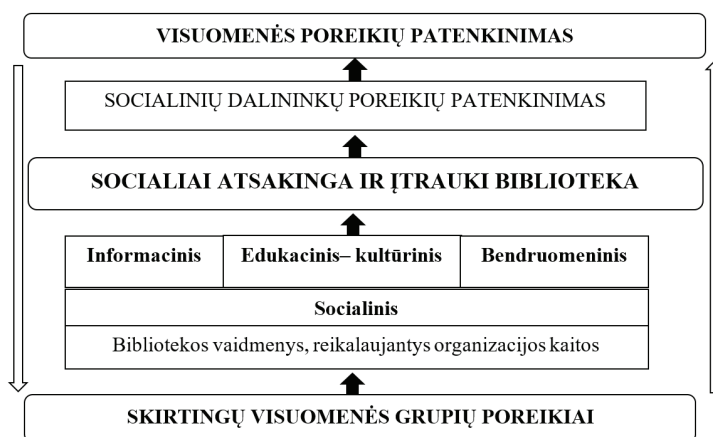 VISUOMENĖS POREIKIŲ PATENKINIMAS
SOCIALINIŲ DALININKŲ POREIKIŲ PATENKINIMAS
SOCIALIAI ATSAKINGA IR ĮTRAUKI BIBLIOTEKA
Informacinis
Edukacinis– kultūrinis
Bendruomeninis
Socialinis
Bibliotekos vaidmenys, reikalaujantys organizacijos kaitos
SKIRTINGŲ VISUOMENĖS GRUPIŲ POREIKIAI